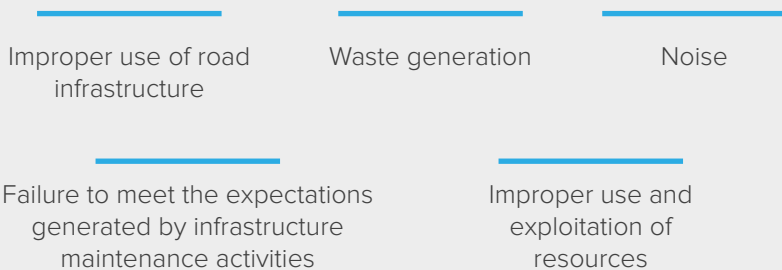 Improper use of road
infrastructure
Waste generation
Noise
Failure to meet the expectations
generated by infrastructure
maintenance activities
Improper use and
exploitation of
resources